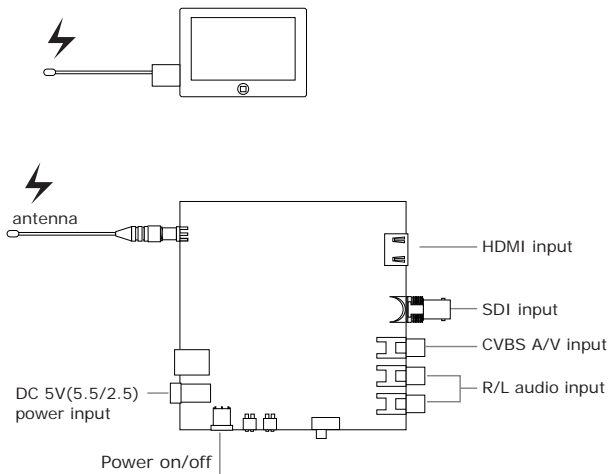 antenna
HDMI input
SDI input
CVBS A/V input
R/L audio input
DC 5V(5.5/2.5)
power input
Power on/off